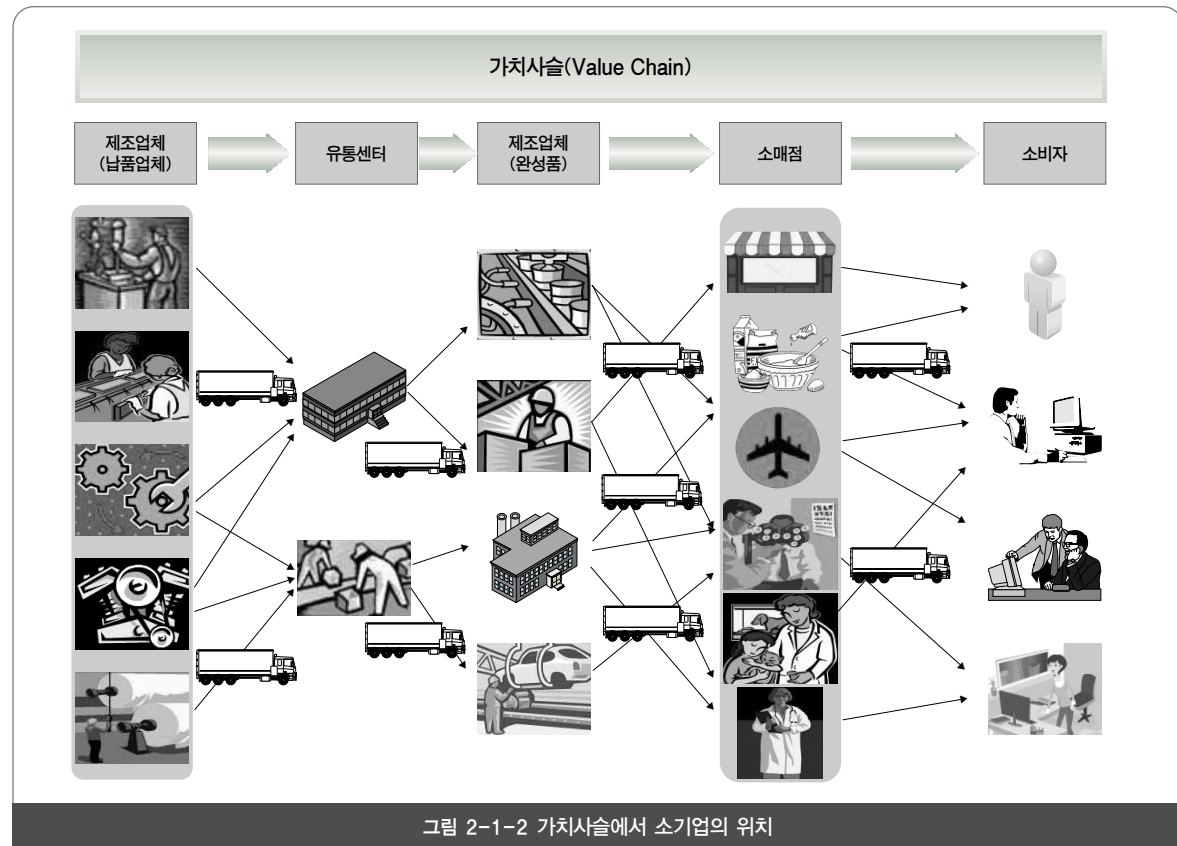 가치사슬(Value Chain)
제조업체
(납품업체)
유통센터
제조업체
(완성품)
소매점
소비자
그림 2-1-2 가치사슬에서 소기업의 위치